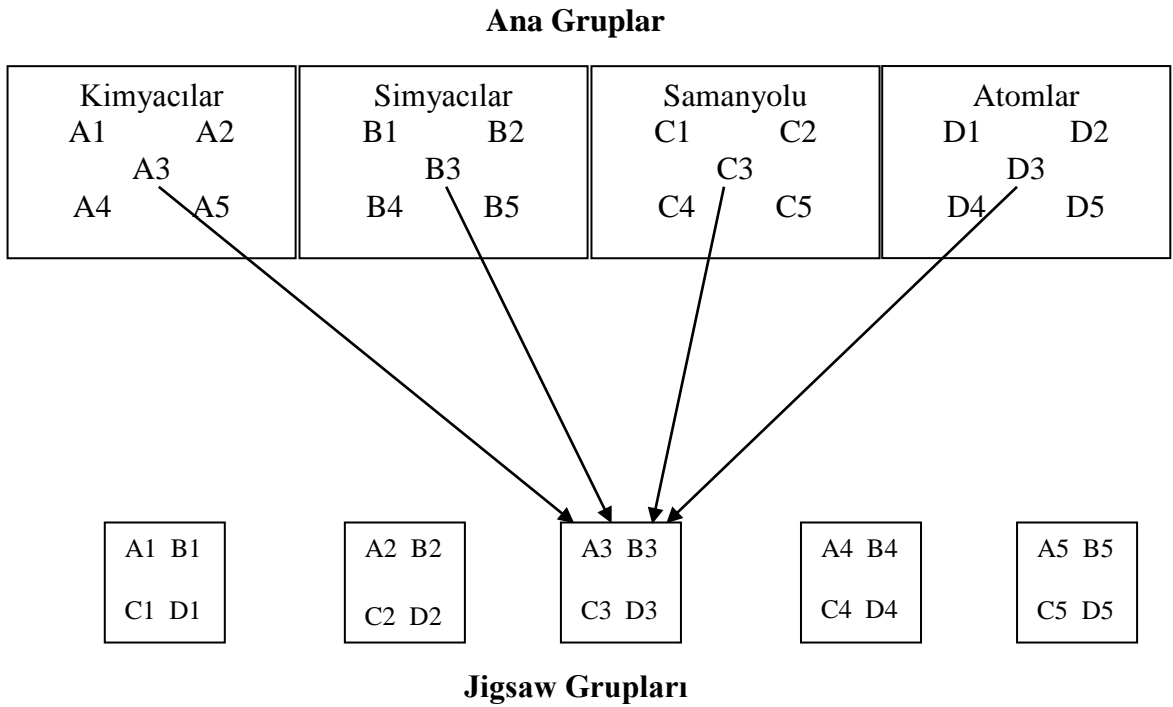 Ana Gruplar
Kimyacılar
A1 A2
A3
A4 A5
Simyacılar
B1 B2
B3
B4 B5
Samanyolu
C1 C2
C3
C4 C5
Atomlar
D1 D2
D3
D4 D5
A1 B1
C1 D1
A2 B2
C2 D2
A3 B3
C3 D3
A4 B4
C4 D4
A5 B5
C5 D5
Jigsaw Grupları